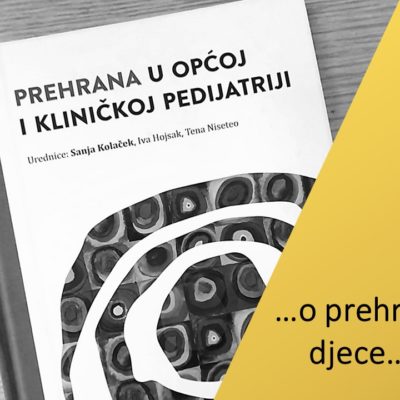 PREHRANA U OPĆOJ
I KLINIČKOJ PEDIJATRIJI
Urednice: Sanja Kolaček, Iva Hojsak, Tena Niseteo
...o prehr
djece...